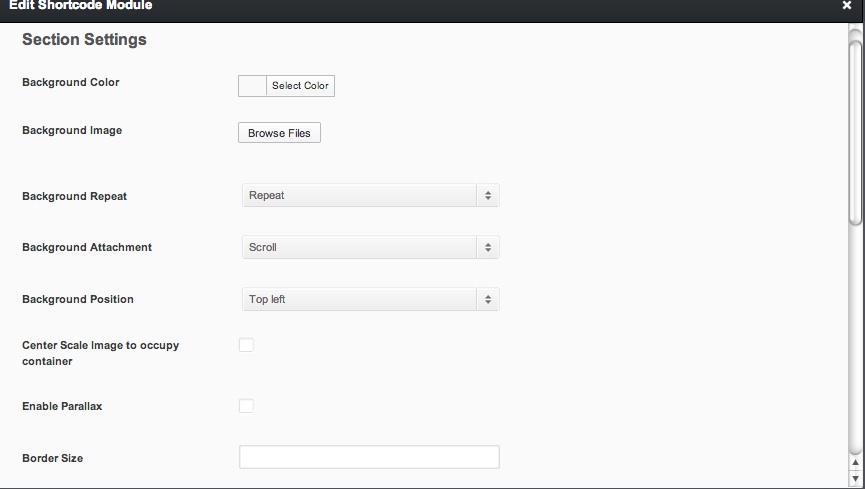 Edit Shortcode Module
Section Settings
Background Color
Select Color
Background Image
Browse Files
Background Repeat
Repeat
Background Attachment
Scroll
Background Position
Top left
Center Scale Image to occupy
container
Enable Parallax
Border Size